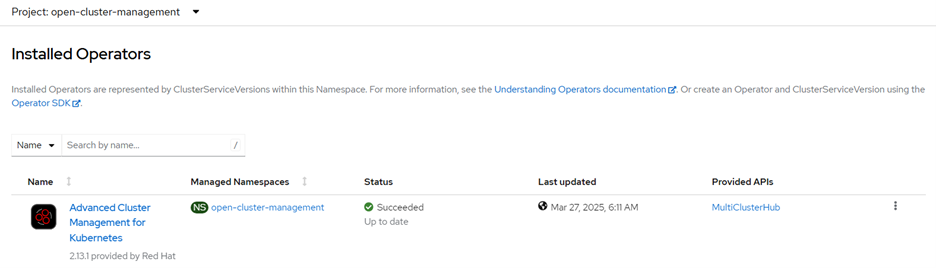 Project: open-cluster-management
Installed Operators
Installed Operators are represented by ClusterServiceVersions within this Namespace. For more information, see the Understanding Operators documentation. Or create an Operator and ClusterServiceVersion using the
Operator SDK.
Name Search by name... /
Name Managed Namespaces Status Last updated Provided APIs
Advanced Cluster NS open-cluster-management Succeeded Mar 27, 2025, 6:11 AM MultiClusterHub
Management for Up to date
Kubernetes
2.13.1 provided by Red Hat